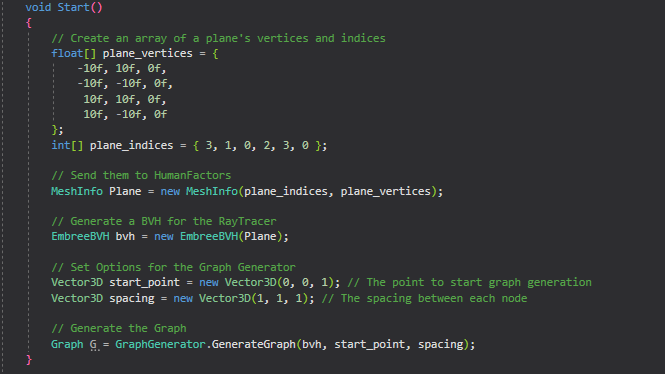 void Start()
{
// Create an array of a plane's vertices and indices
float[] plane_vertices = {
-10f, 10f, 0f,
-10f, -10f, 0f,
10f, 10f, 0f,
10f, -10f, 0f
};
int[] plane_indices = { 3, 1, 0, 2, 3, 0 };
// Send them to HumanFactors
MeshInfo Plane = new MeshInfo(plane_indices, plane_vertices);
// Generate a BVH for the RayTracer
EmbreeBVH bvh = new EmbreeBVH(Plane);
// Set Options for the Graph Generator
Vector3D start_point = new Vector3D(0, 0, 1); // The point to start graph generation
Vector3D spacing = new Vector3D(1, 1, 1); // The spacing between each node
// Generate the Graph
Graph G = GraphGenerator.GenerateGraph(bvh, start_point, spacing);
}